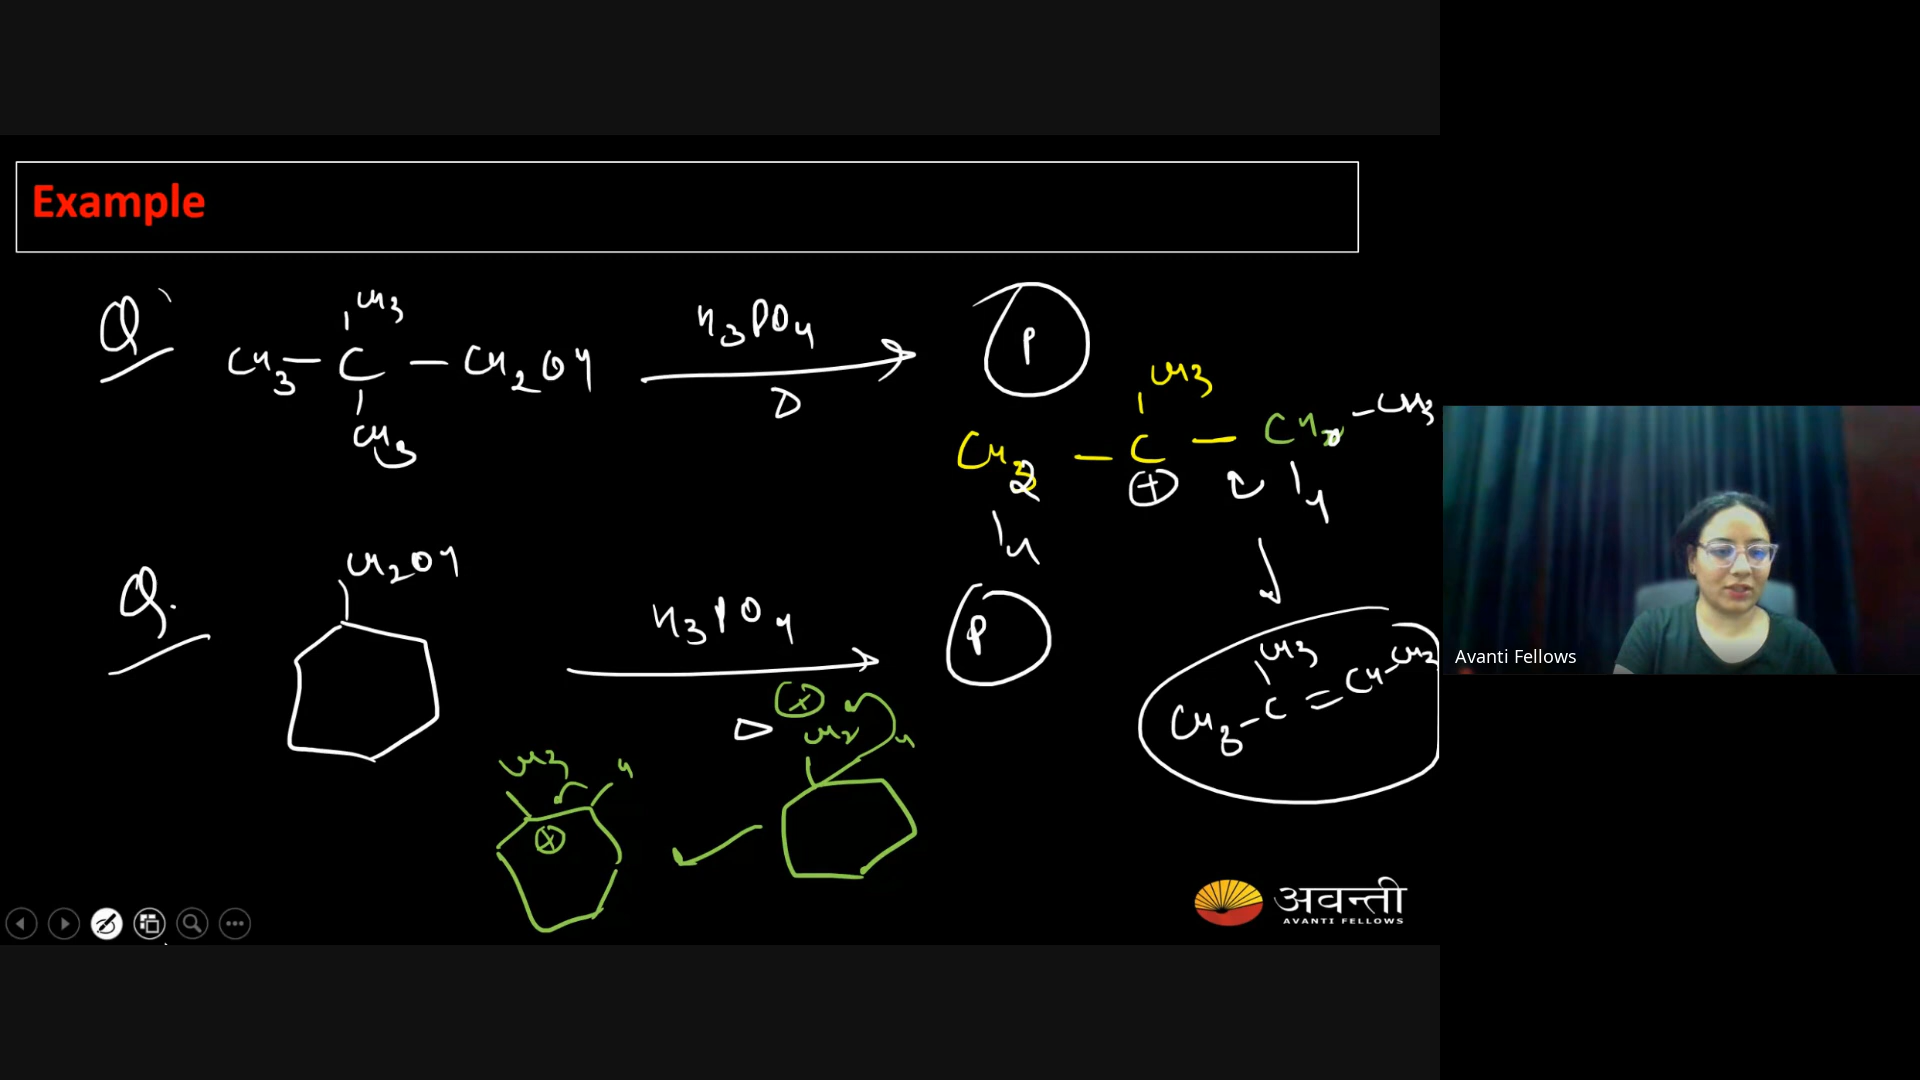 Example
Q
CH3
CH3 — C — CH2OH
CH3
H3PO4
Δ
P
CH3
CH2 — C — CH — CH3
⊕
H
H
CH3
CH3 - C = CH - CH3
Q.
CH2OH
H3PO4
Δ
P
⊕
CH2
H
CH3
H
⊕
Avanti Fellows
अवन्ती
AVANTI FELLOWS